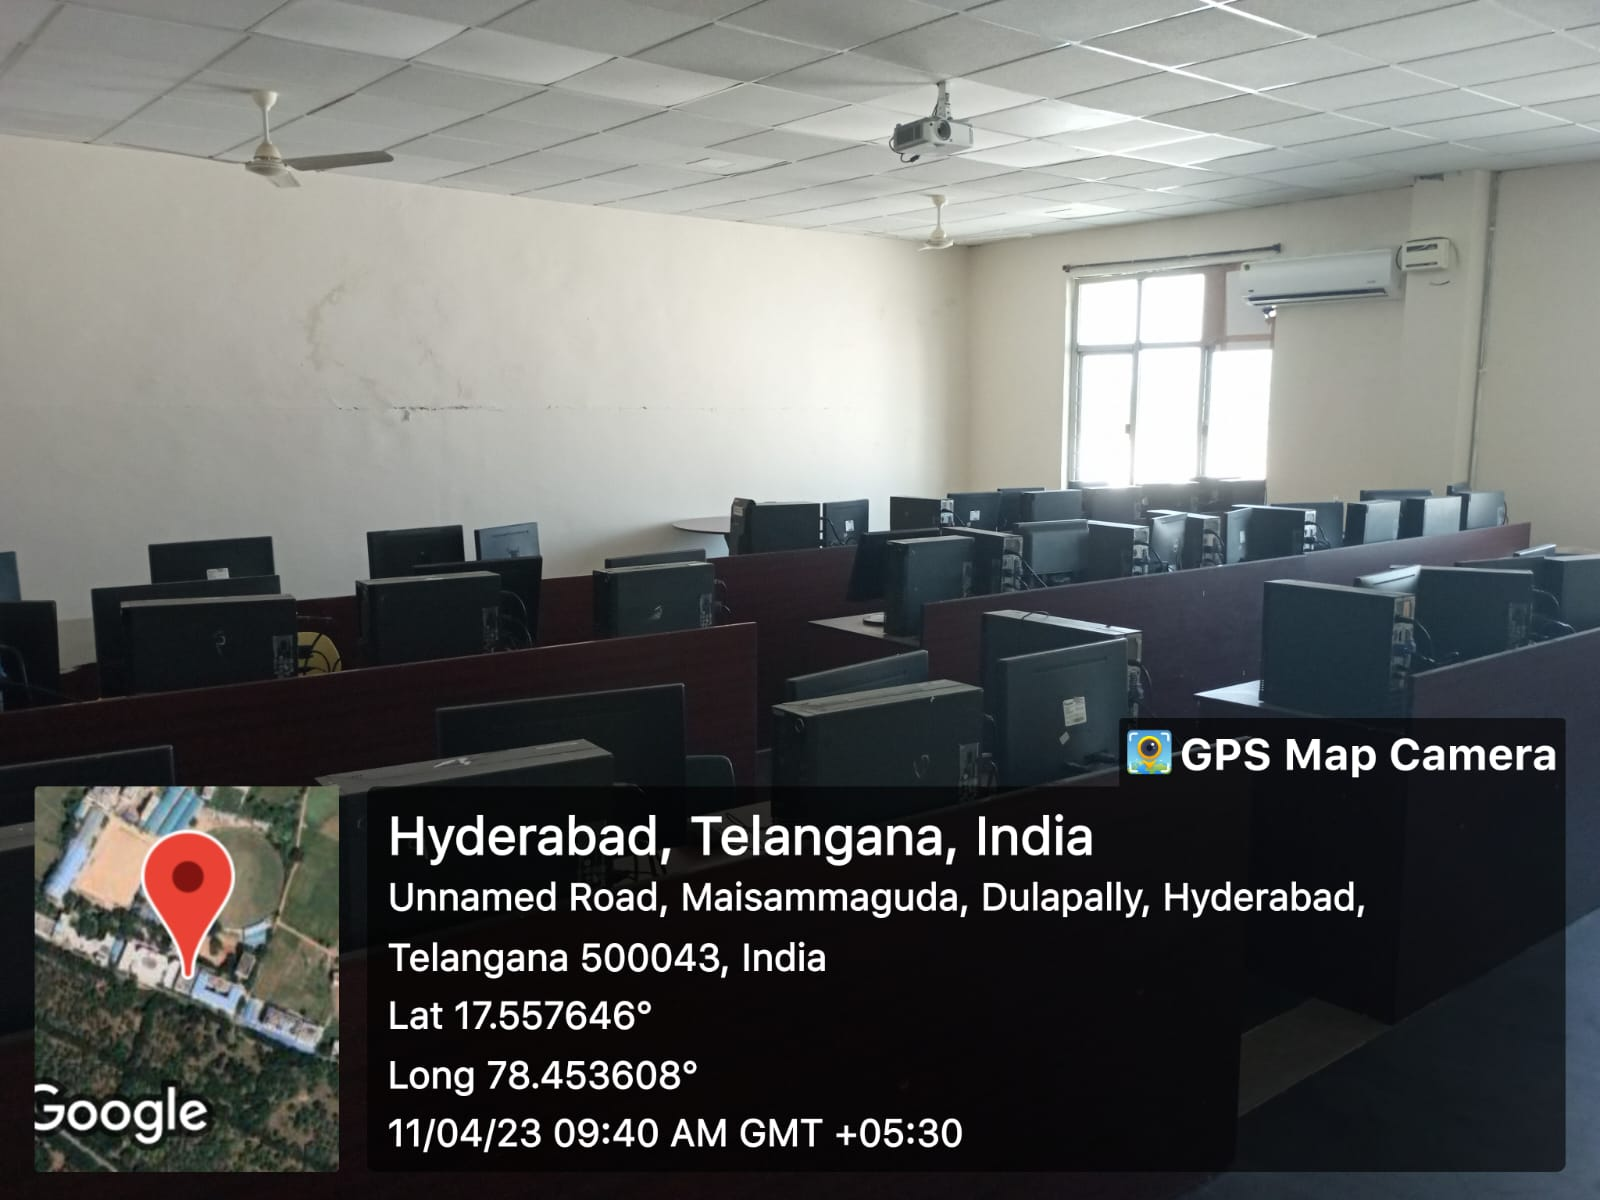 GPS Map Camera
Hyderabad, Telangana, India
Unnamed Road, Maisammaguda, Dulapally, Hyderabad,
Telangana 500043, India
Lat 17.557646°
Long 78.453608°
11/04/23 09:40 AM GMT +05:30
Google